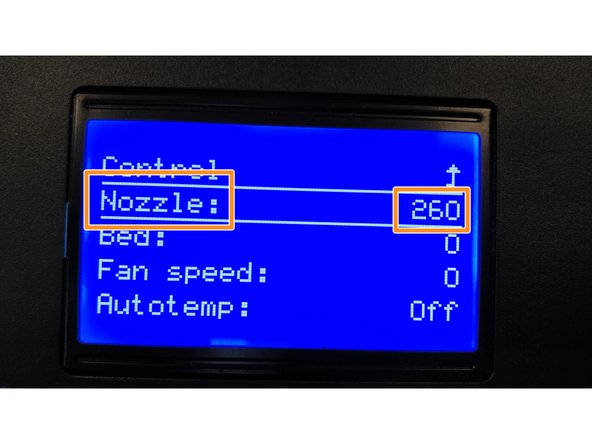 Control ↑
Nozzle: 260
Bed: 0
Fan speed: 0
Autotemp: Off